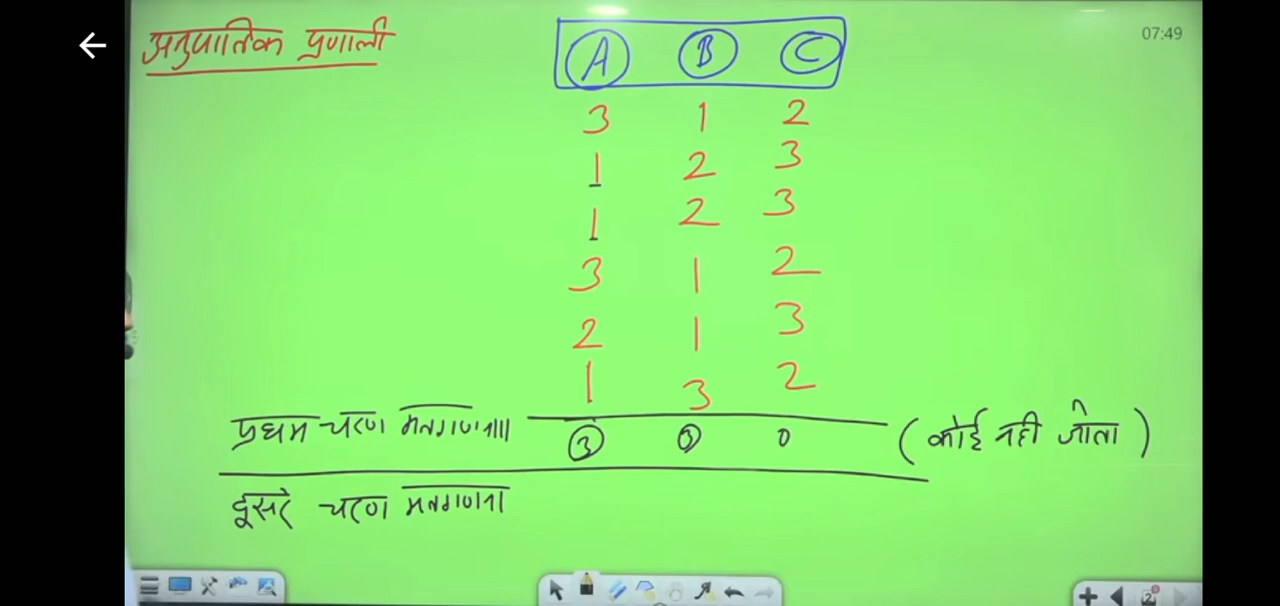 अनुपातिक प्रणाली
07:49
A B C
3 1 2
1 2 3
1 2 3
3 1 2
2 1 3
1 3 2
प्रथम चरण मतगणना 3 3 0 (कोई नही जीता)
दूसरे चरण मतगणना